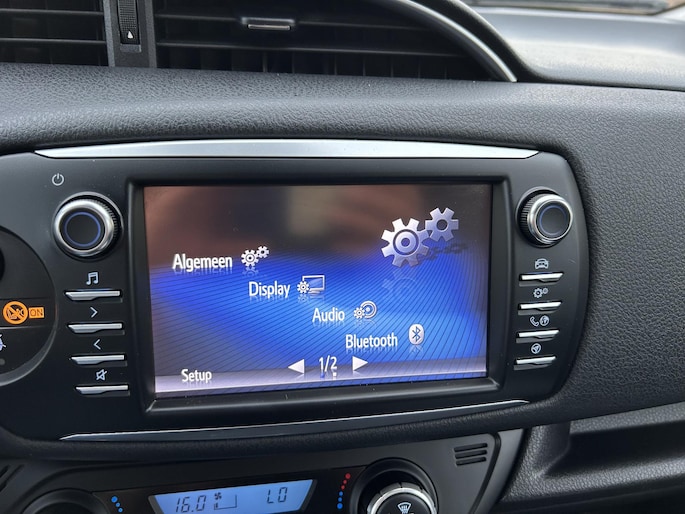 Algemeen
Display
Audio
Bluetooth
1/2
Setup
ON
16.0
LO